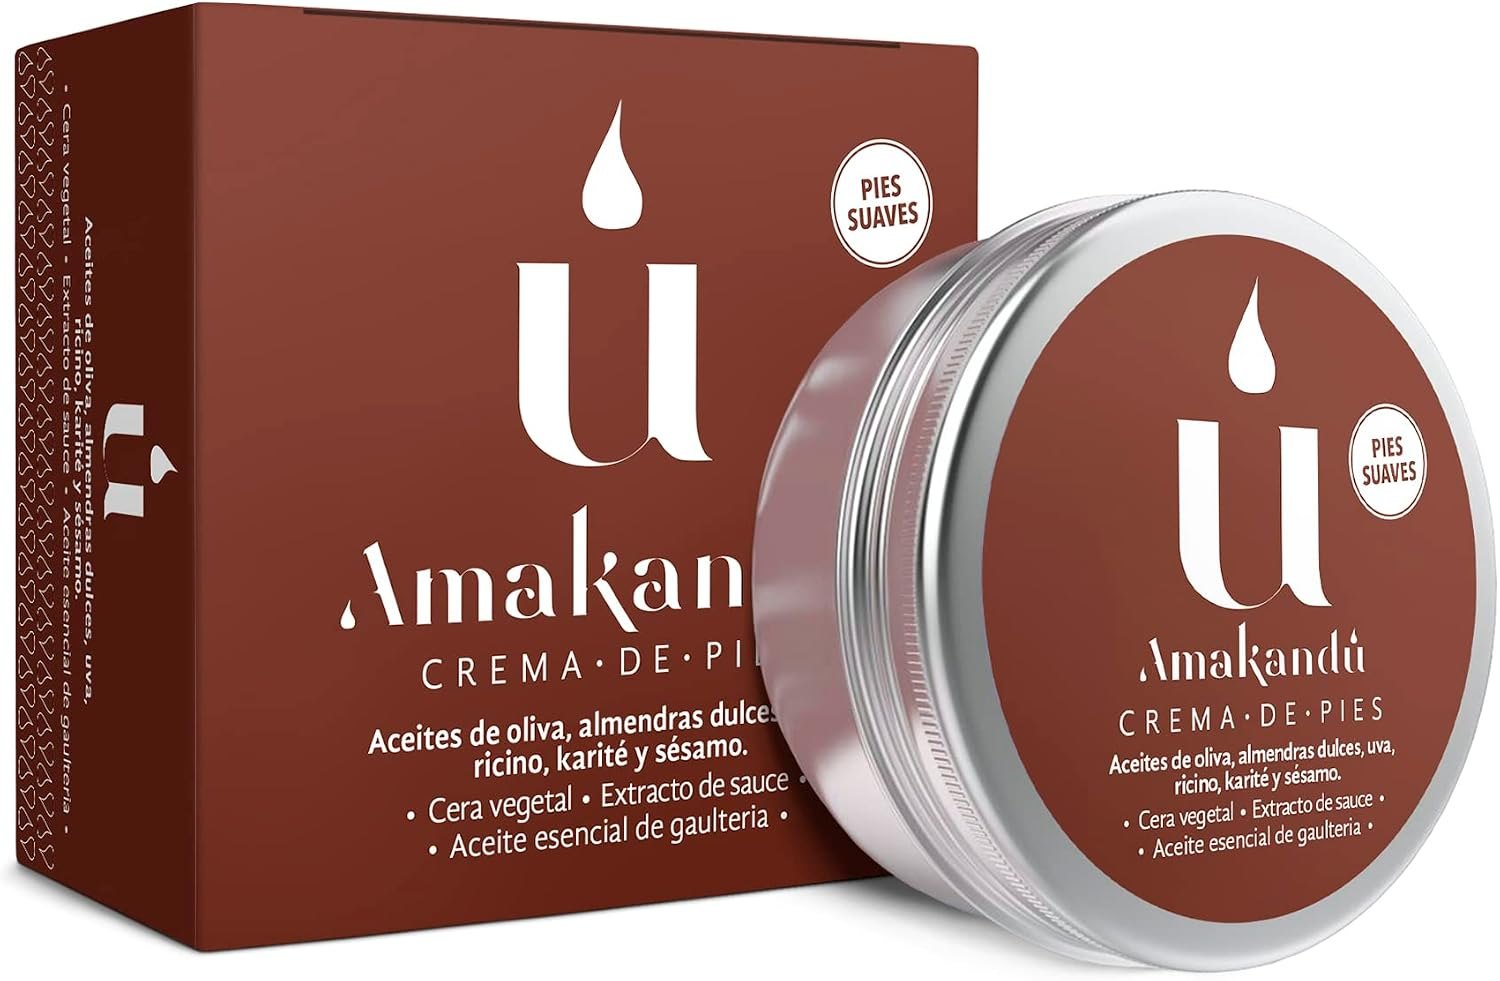 • Cera vegetal • Extracto de sauce • Aceite esencial de gaulteria •
Aceites de oliva, almendras dulces, uva,
ricino, karité y sésamo.
ú
PIES
SUAVES
ú
Amakan
CREMA·DE·PI
Aceites de oliva, almendras dulces
ricino, karité y sésamo.
• Cera vegetal • Extracto de sauce •
• Aceite esencial de gaulteria •
ú
PIES
SUAVES
Amakandú
CREMA·DE·PIES
Aceites de oliva, almendras dulces, uva,
ricino, karité y sésamo.
• Cera vegetal • Extracto de sauce •
• Aceite esencial de gaulteria •